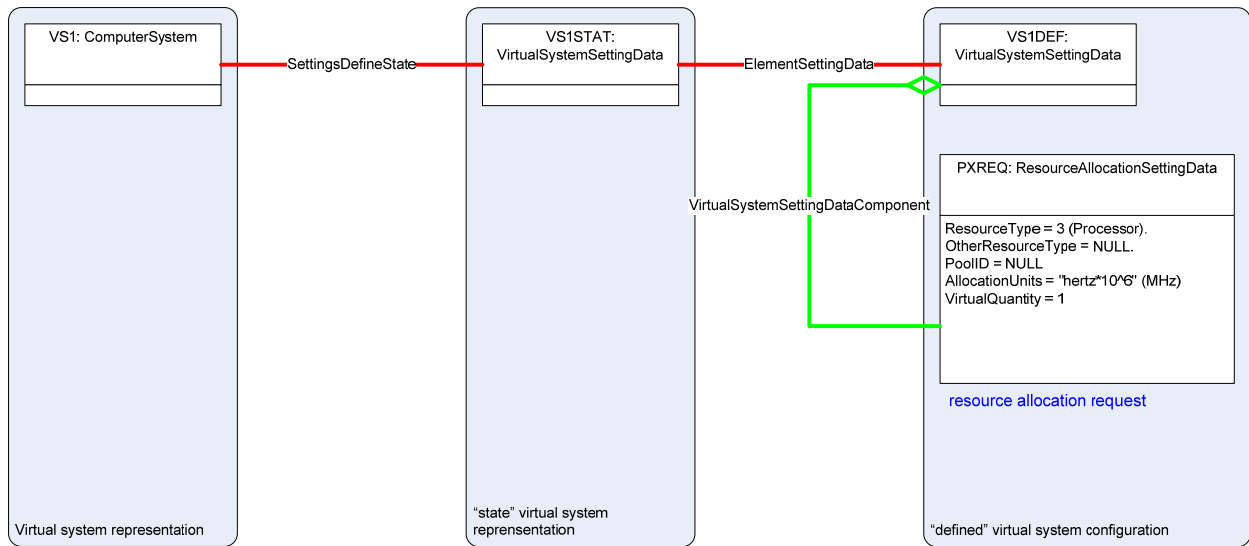 VS1: ComputerSystem
SettingsDefineState
VS1STAT:
VirtualSystemSettingData
ElementSettingData
VS1DEF:
VirtualSystemSettingData
VirtualSystemSettingDataComponent
PXREQ: ResourceAllocationSettingData
ResourceType = 3 (Processor).
OtherResourceType = NULL.
PoolID = NULL
AllocationUnits = "hertz*10^6" (MHz)
VirtualQuantity = 1
resource allocation request
Virtual system representation
“state” virtual system
reprensentation
“defined” virtual system configuration